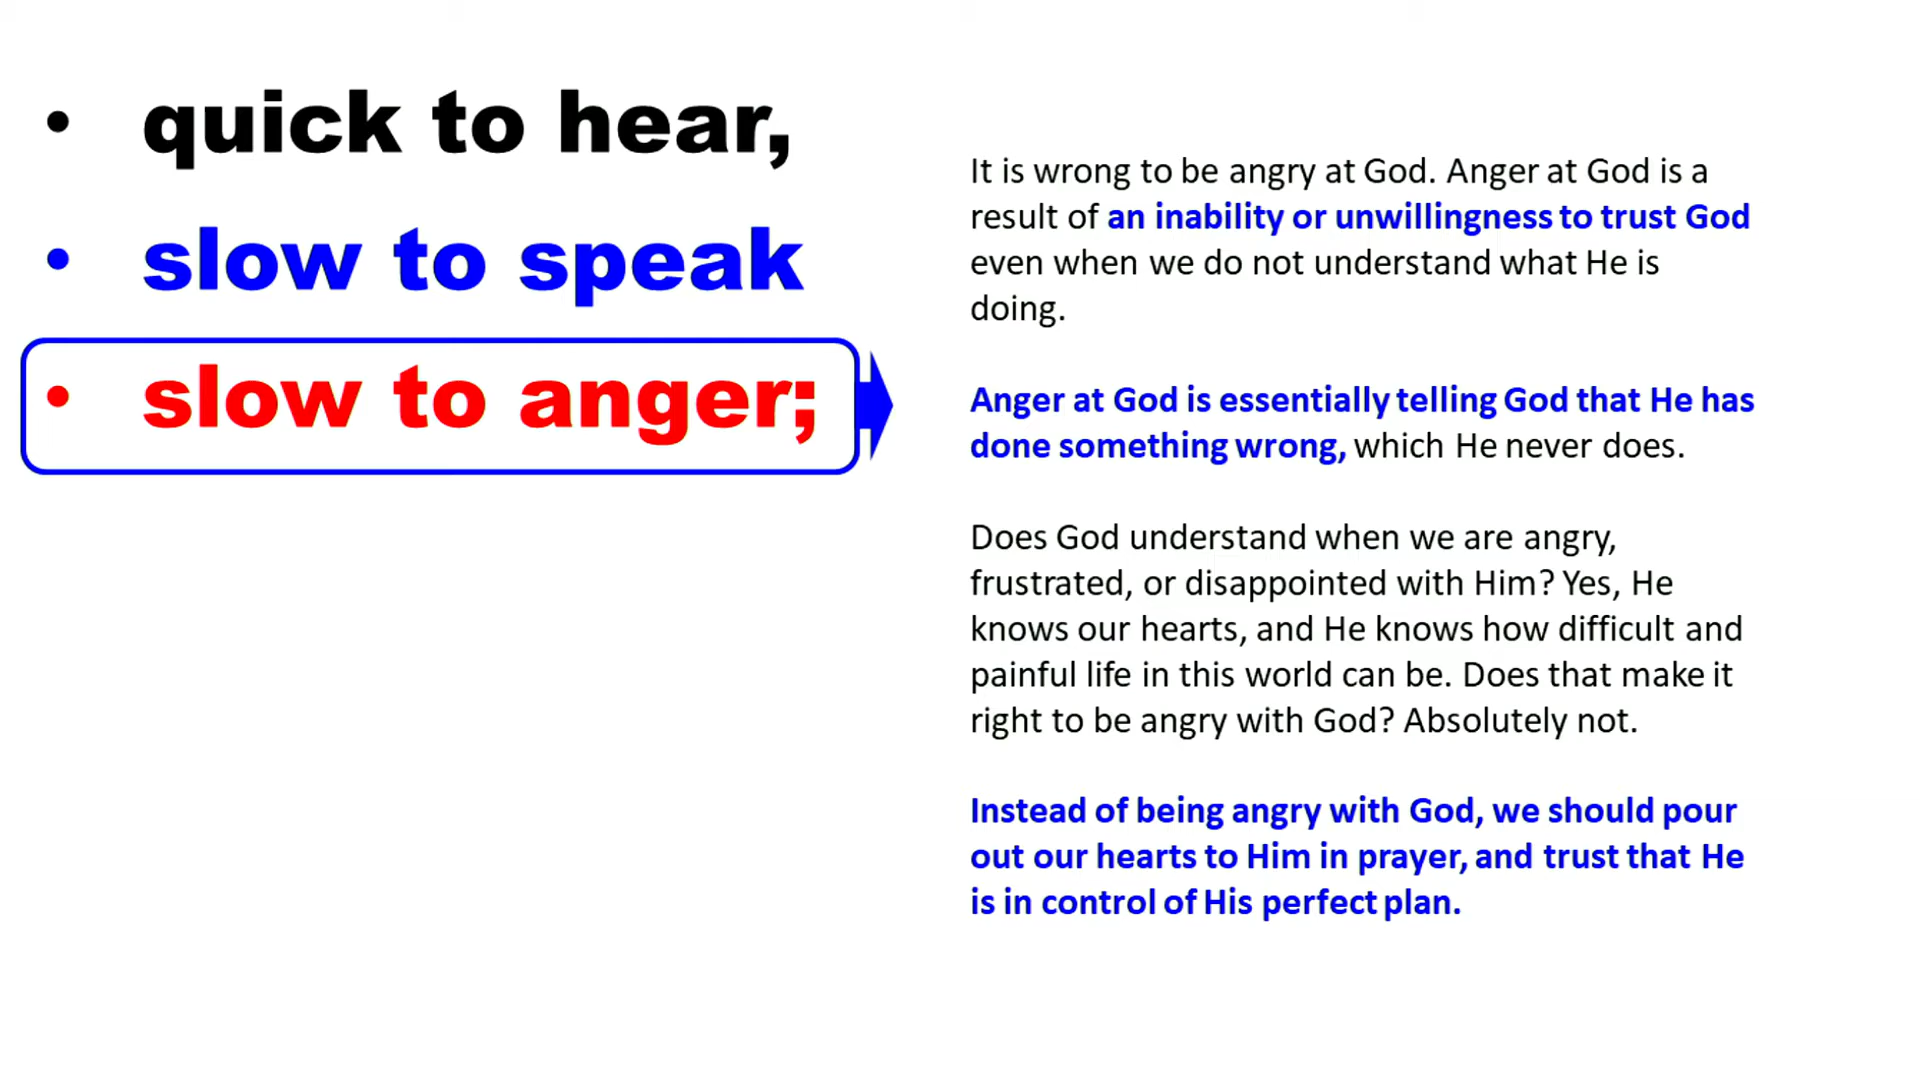 • quick to hear,
• slow to speak
• slow to anger;
It is wrong to be angry at God. Anger at God is a
result of an inability or unwillingness to trust God
even when we do not understand what He is
doing.
Anger at God is essentially telling God that He has
done something wrong, which He never does.
Does God understand when we are angry,
frustrated, or disappointed with Him? Yes, He
knows our hearts, and He knows how difficult and
painful life in this world can be. Does that make it
right to be angry with God? Absolutely not.
Instead of being angry with God, we should pour
out our hearts to Him in prayer, and trust that He
is in control of His perfect plan.